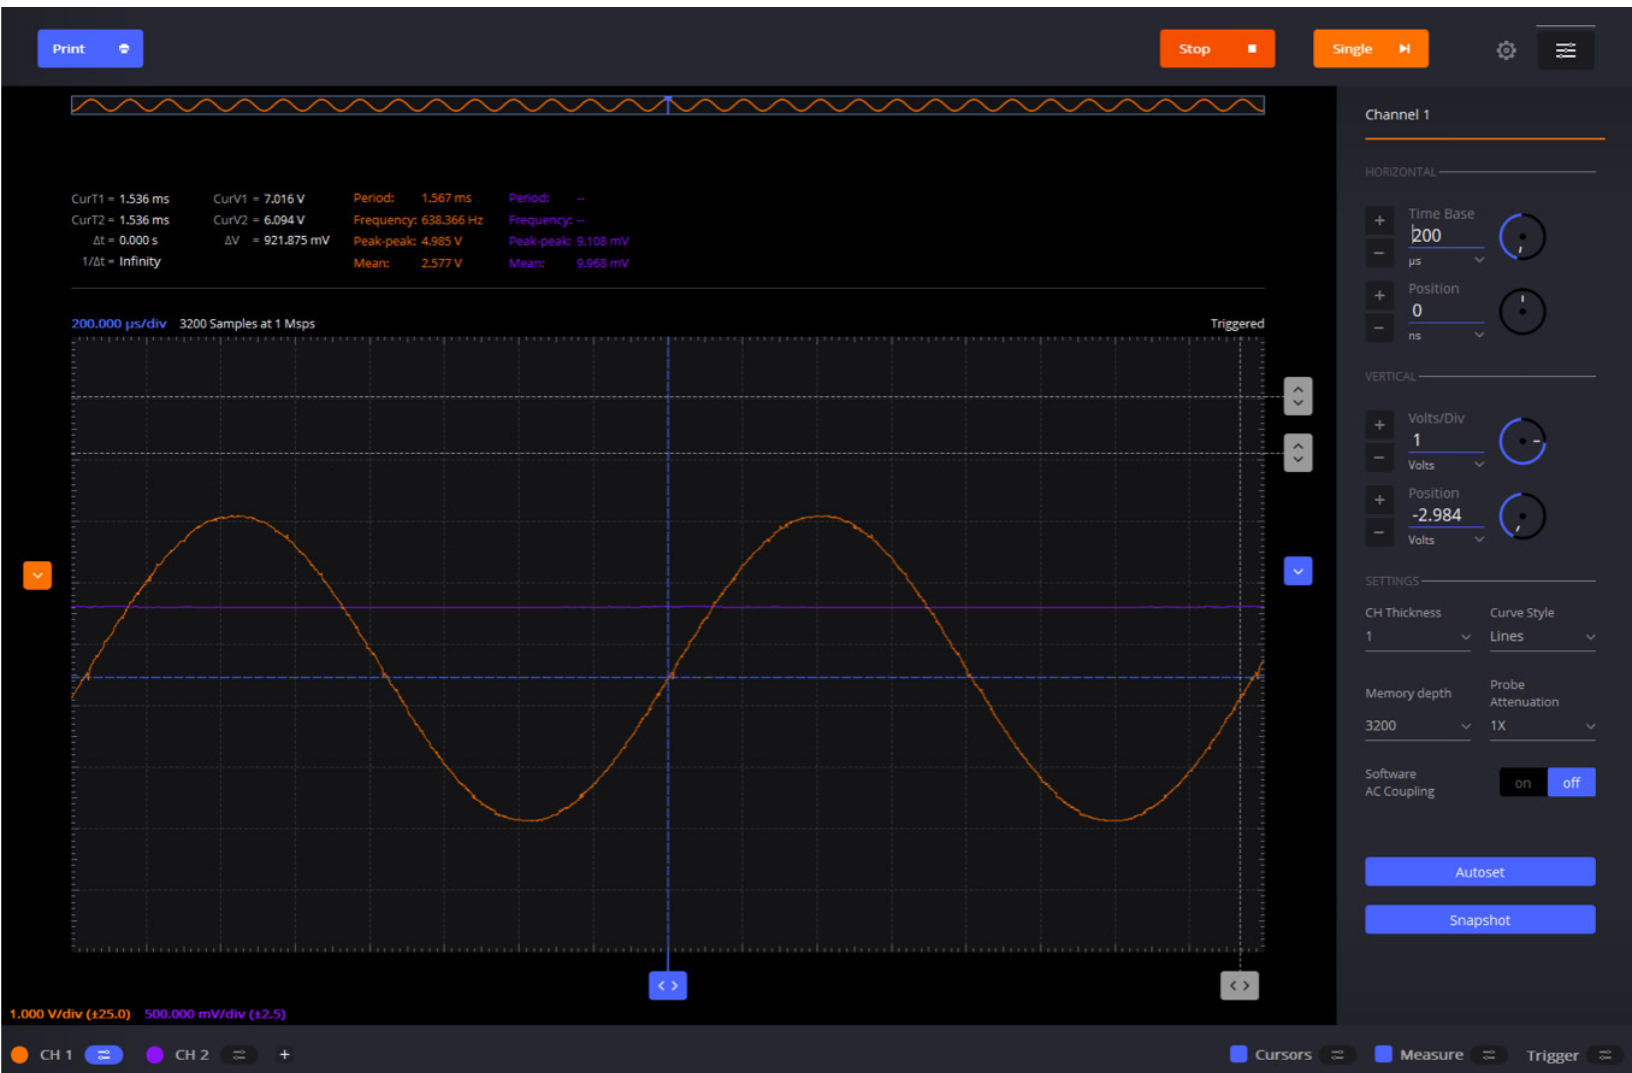 Print
Stop
Single
Channel 1
HORIZONTAL
CurT1 = 1.536 ms CurV1 = 7.016 V Period: 1.567 ms Period: --
CurT2 = 1.536 ms CurV2 = 6.094 V Frequency: 638.366 Hz Frequency: --
Δt = 0.000 s ΔV = 921.875 mV Peak-peak: 4.985 V Peak-peak: 9.108 mV
1/Δt = Infinity Mean: 2.577 V Mean: 9.968 mV
+ Time Base
200
- µs
+ Position
0
- ns
200.000 µs/div 3200 Samples at 1 Msps Triggered
VERTICAL
+ Volts/Div
1
- Volts
+ Position
-2.984
- Volts
SETTINGS
CH Thickness Curve Style
1 Lines
Memory depth Probe Attenuation
3200 1X
Software
AC Coupling
on off
Autoset
Snapshot
1.000 V/div (±25.0) 500.000 mV/div (±2.5)
CH 1 CH 2 + Cursors Measure Trigger